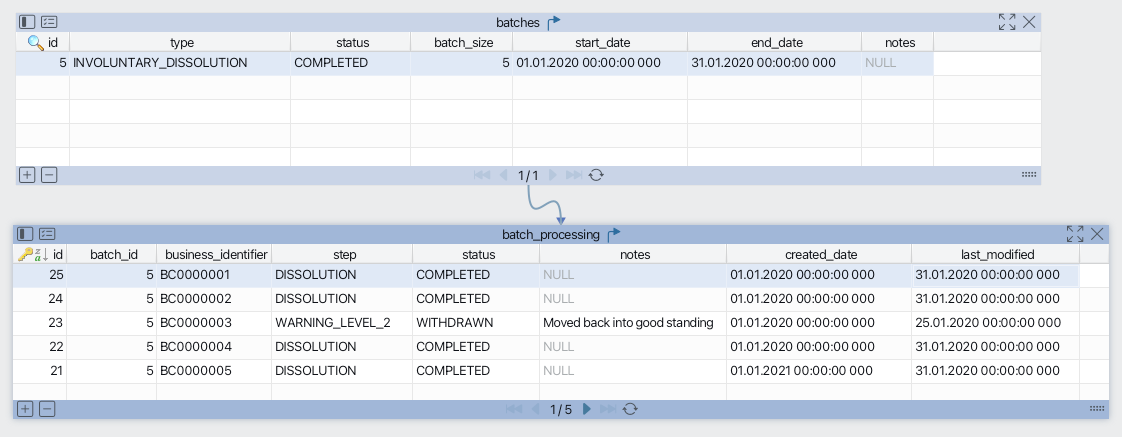 batches
id type status batch_size start_date end_date notes
5 INVOLUNTARY_DISSOLUTION COMPLETED 5 01.01.2020 00:00:00 000 31.01.2020 00:00:00 000 NULL
1/1
batch_processing
id batch_id business_identifier step status notes created_date last_modified
25 5 BC0000001 DISSOLUTION COMPLETED NULL 01.01.2020 00:00:00 000 31.01.2020 00:00:00 000
24 5 BC0000002 DISSOLUTION COMPLETED NULL 01.01.2020 00:00:00 000 31.01.2020 00:00:00 000
23 5 BC0000003 WARNING_LEVEL_2 WITHDRAWN Moved back into good standing 01.01.2020 00:00:00 000 25.01.2020 00:00:00 000
22 5 BC0000004 DISSOLUTION COMPLETED NULL 01.01.2020 00:00:00 000 31.01.2020 00:00:00 000
21 5 BC0000005 DISSOLUTION COMPLETED NULL 01.01.2021 00:00:00 000 31.01.2020 00:00:00 000
1/5